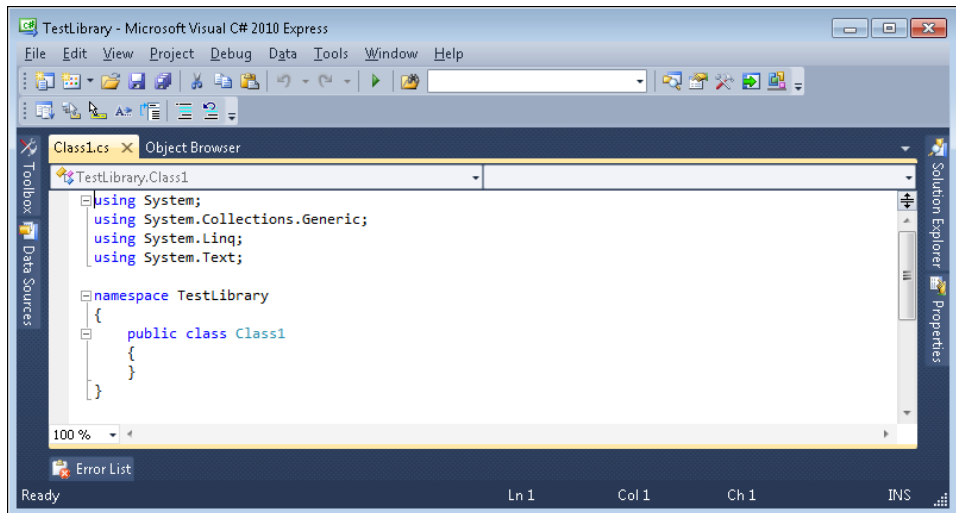 TestLibrary - Microsoft Visual C# 2010 Express
File Edit View Project Debug Data Tools Window Help
Class1.cs Object Browser
TestLibrary.Class1
using System;
using System.Collections.Generic;
using System.Linq;
using System.Text;
namespace TestLibrary
{
public class Class1
{
}
}
100 %
Toolbox
Data Sources
Solution Explorer
Properties
Error List
Ready Ln 1 Col 1 Ch 1 INS